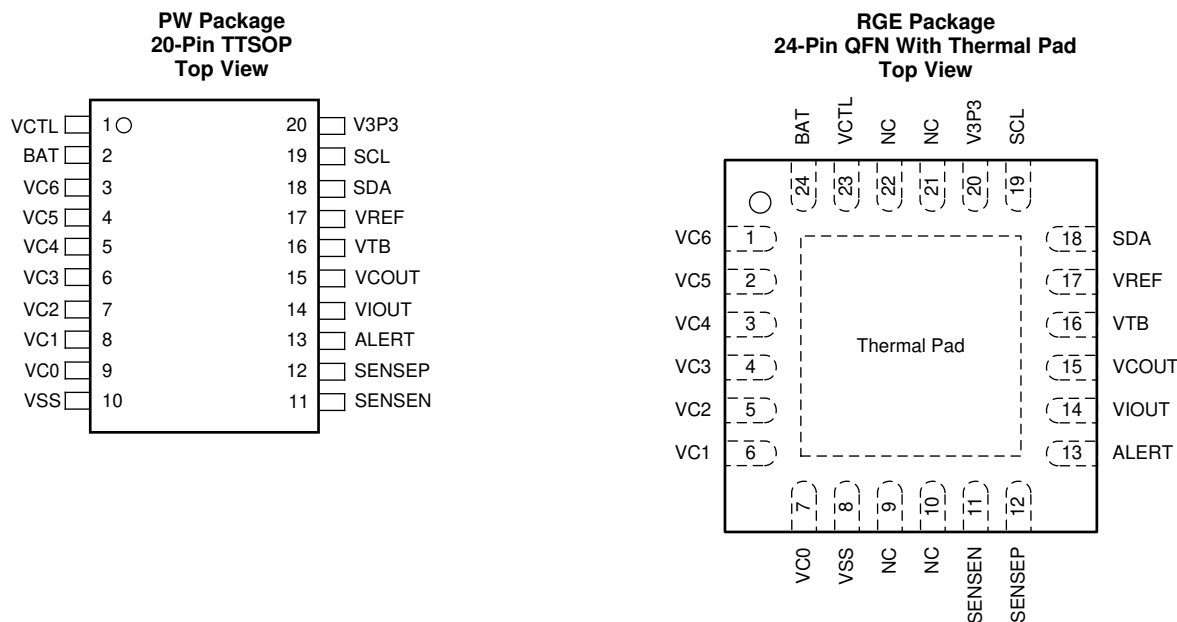 PW Package
20-Pin TTSOP
Top View
VCTL 1 20 V3P3
BAT 2 19 SCL
VC6 3 18 SDA
VC5 4 17 VREF
VC4 5 16 VTB
VC3 6 15 VCOUT
VC2 7 14 VIOUT
VC1 8 13 ALERT
VC0 9 12 SENSEP
VSS 10 11 SENSEN
RGE Package
24-Pin QFN With Thermal Pad
Top View
BAT VCTL NC NC V3P3 SCL
24 23 22 21 20 19
VC6 1 18 SDA
VC5 2 17 VREF
VC4 3 16 VTB
Thermal Pad
VC3 4 15 VCOUT
VC2 5 14 VIOUT
VC1 6 13 ALERT
7 8 9 10 11 12
VC0 VSS NC NC SENSEN SENSEP